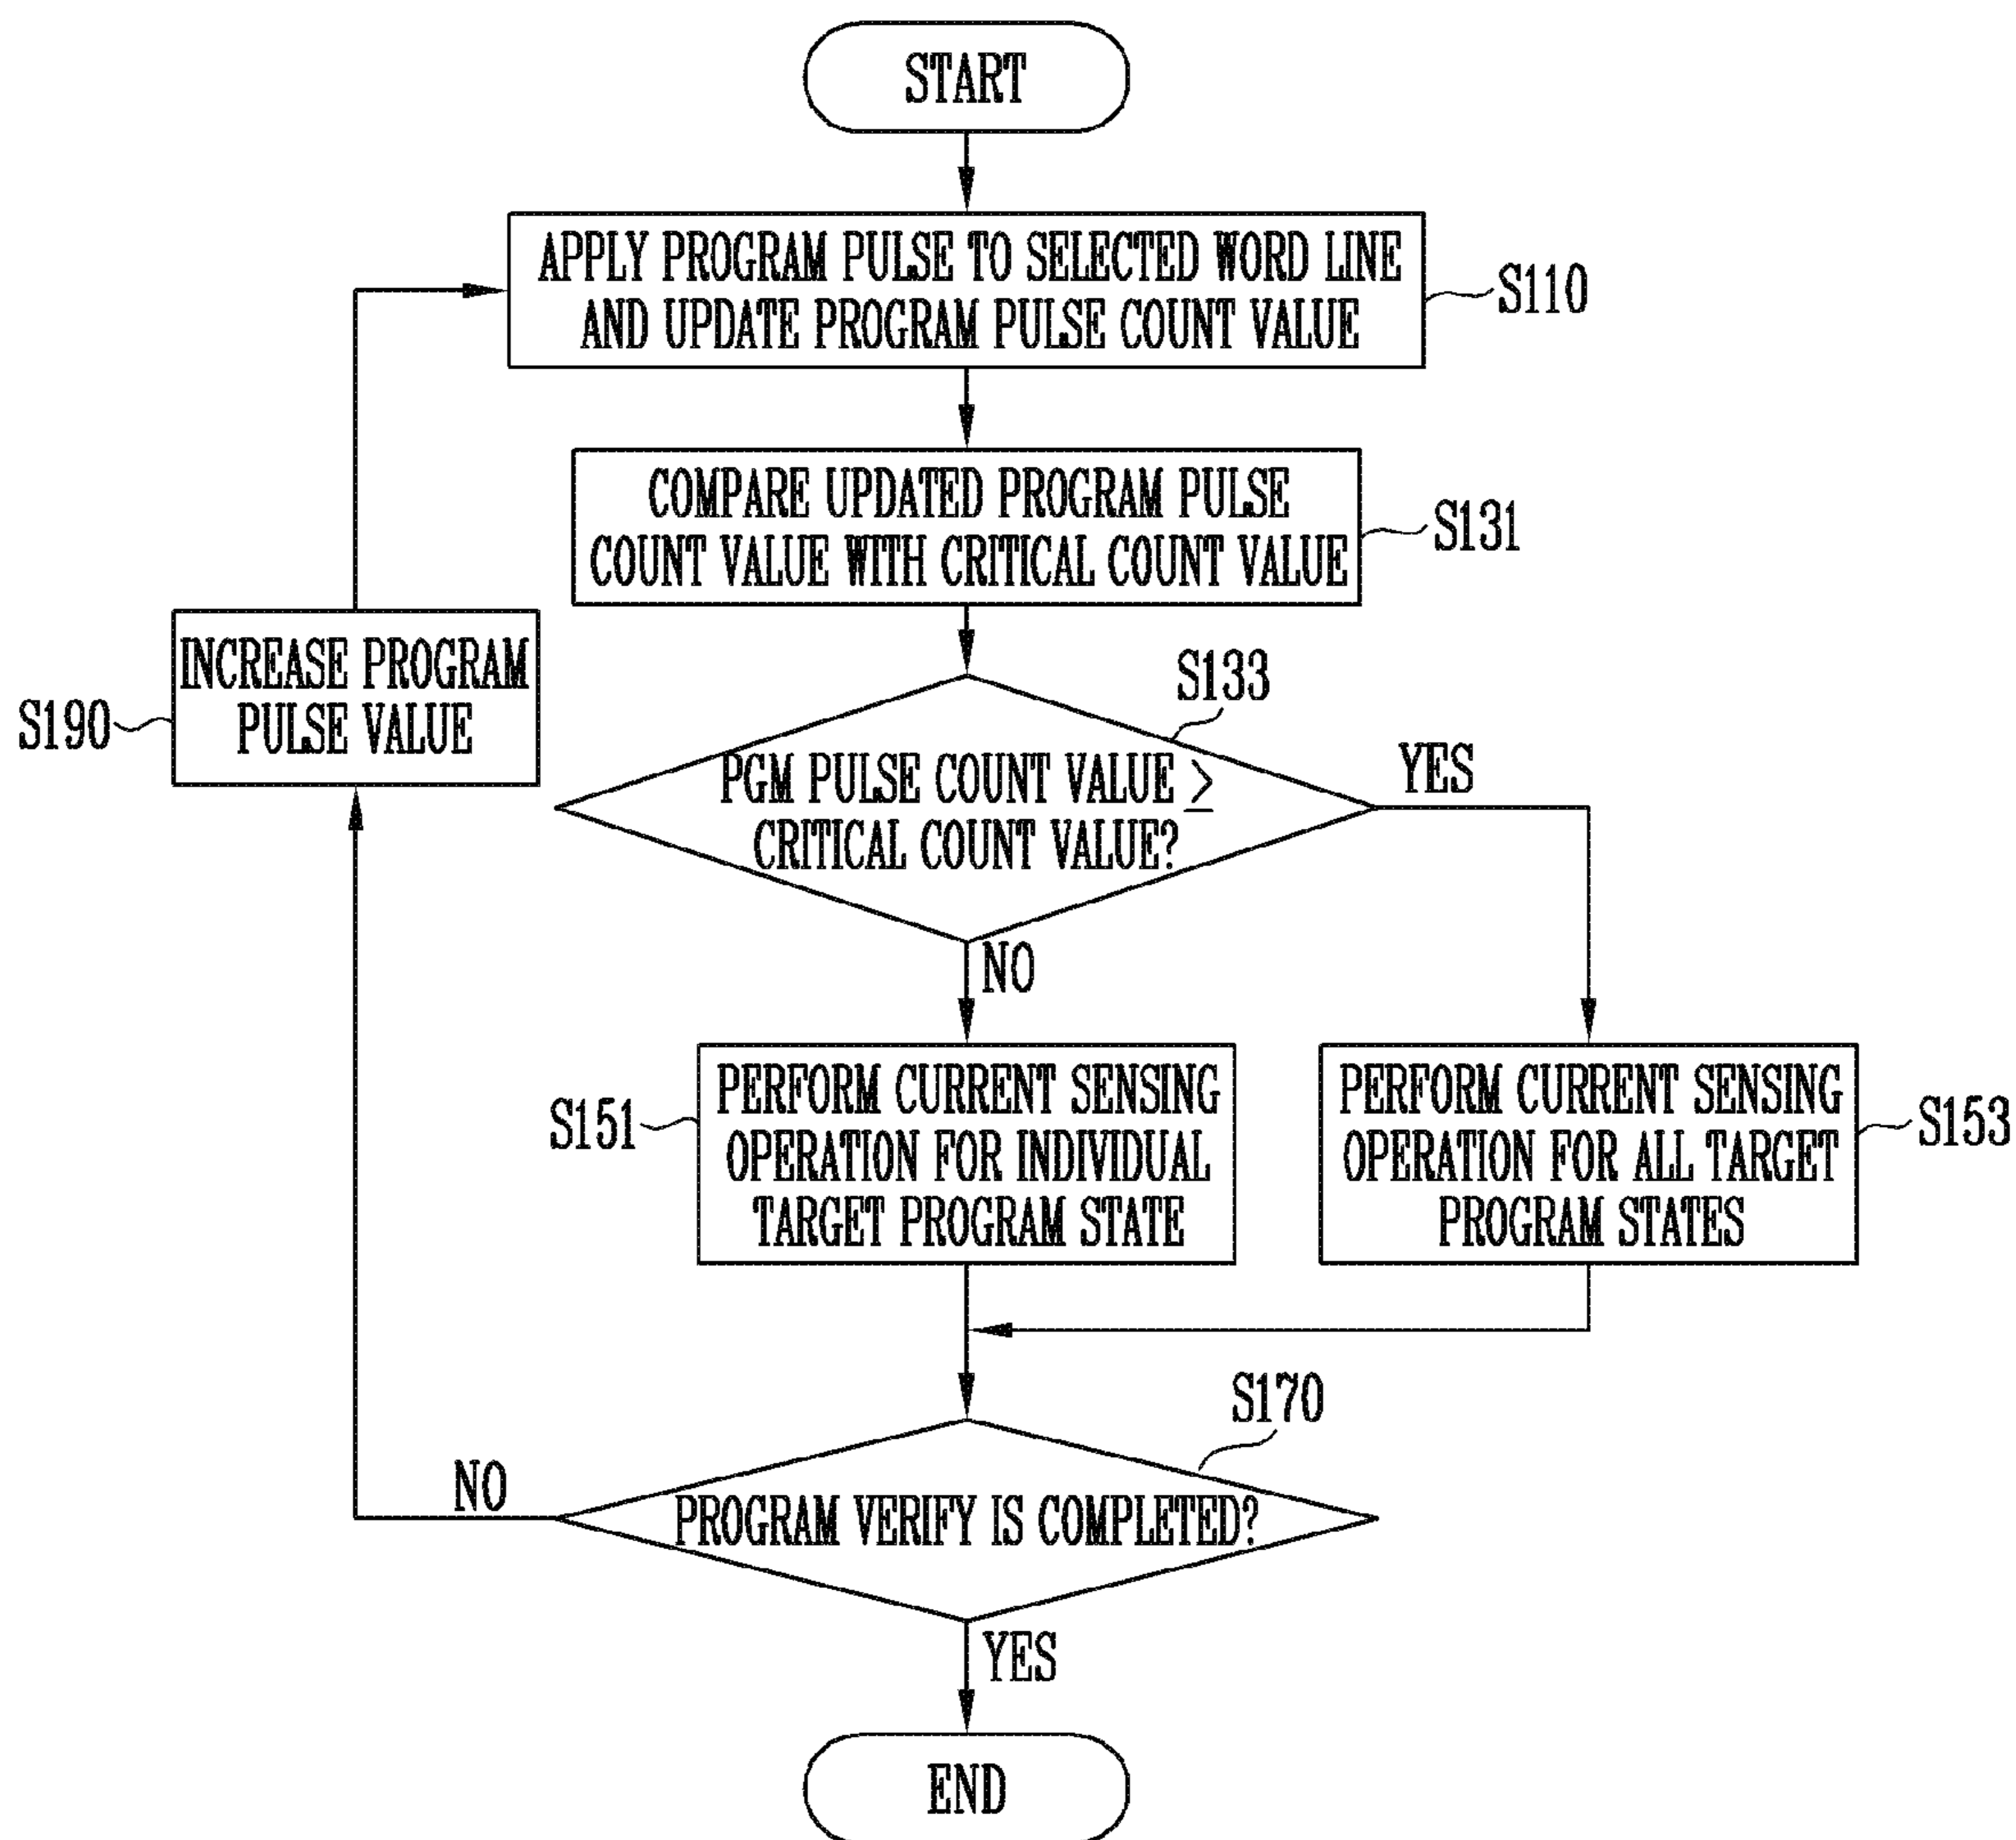 START
APPLY PROGRAM PULSE TO SELECTED WORD LINE
AND UPDATE PROGRAM PULSE COUNT VALUE
S110
COMPARE UPDATED PROGRAM PULSE
COUNT VALUE WITH CRITICAL COUNT VALUE
S131
INCREASE PROGRAM
PULSE VALUE
S190
S133
PGM PULSE COUNT VALUE ≥
CRITICAL COUNT VALUE?
YES
NO
PERFORM CURRENT SENSING
OPERATION FOR INDIVIDUAL
TARGET PROGRAM STATE
S151
PERFORM CURRENT SENSING
OPERATION FOR ALL TARGET
PROGRAM STATES
S153
S170
PROGRAM VERIFY IS COMPLETED?
NO
YES
END